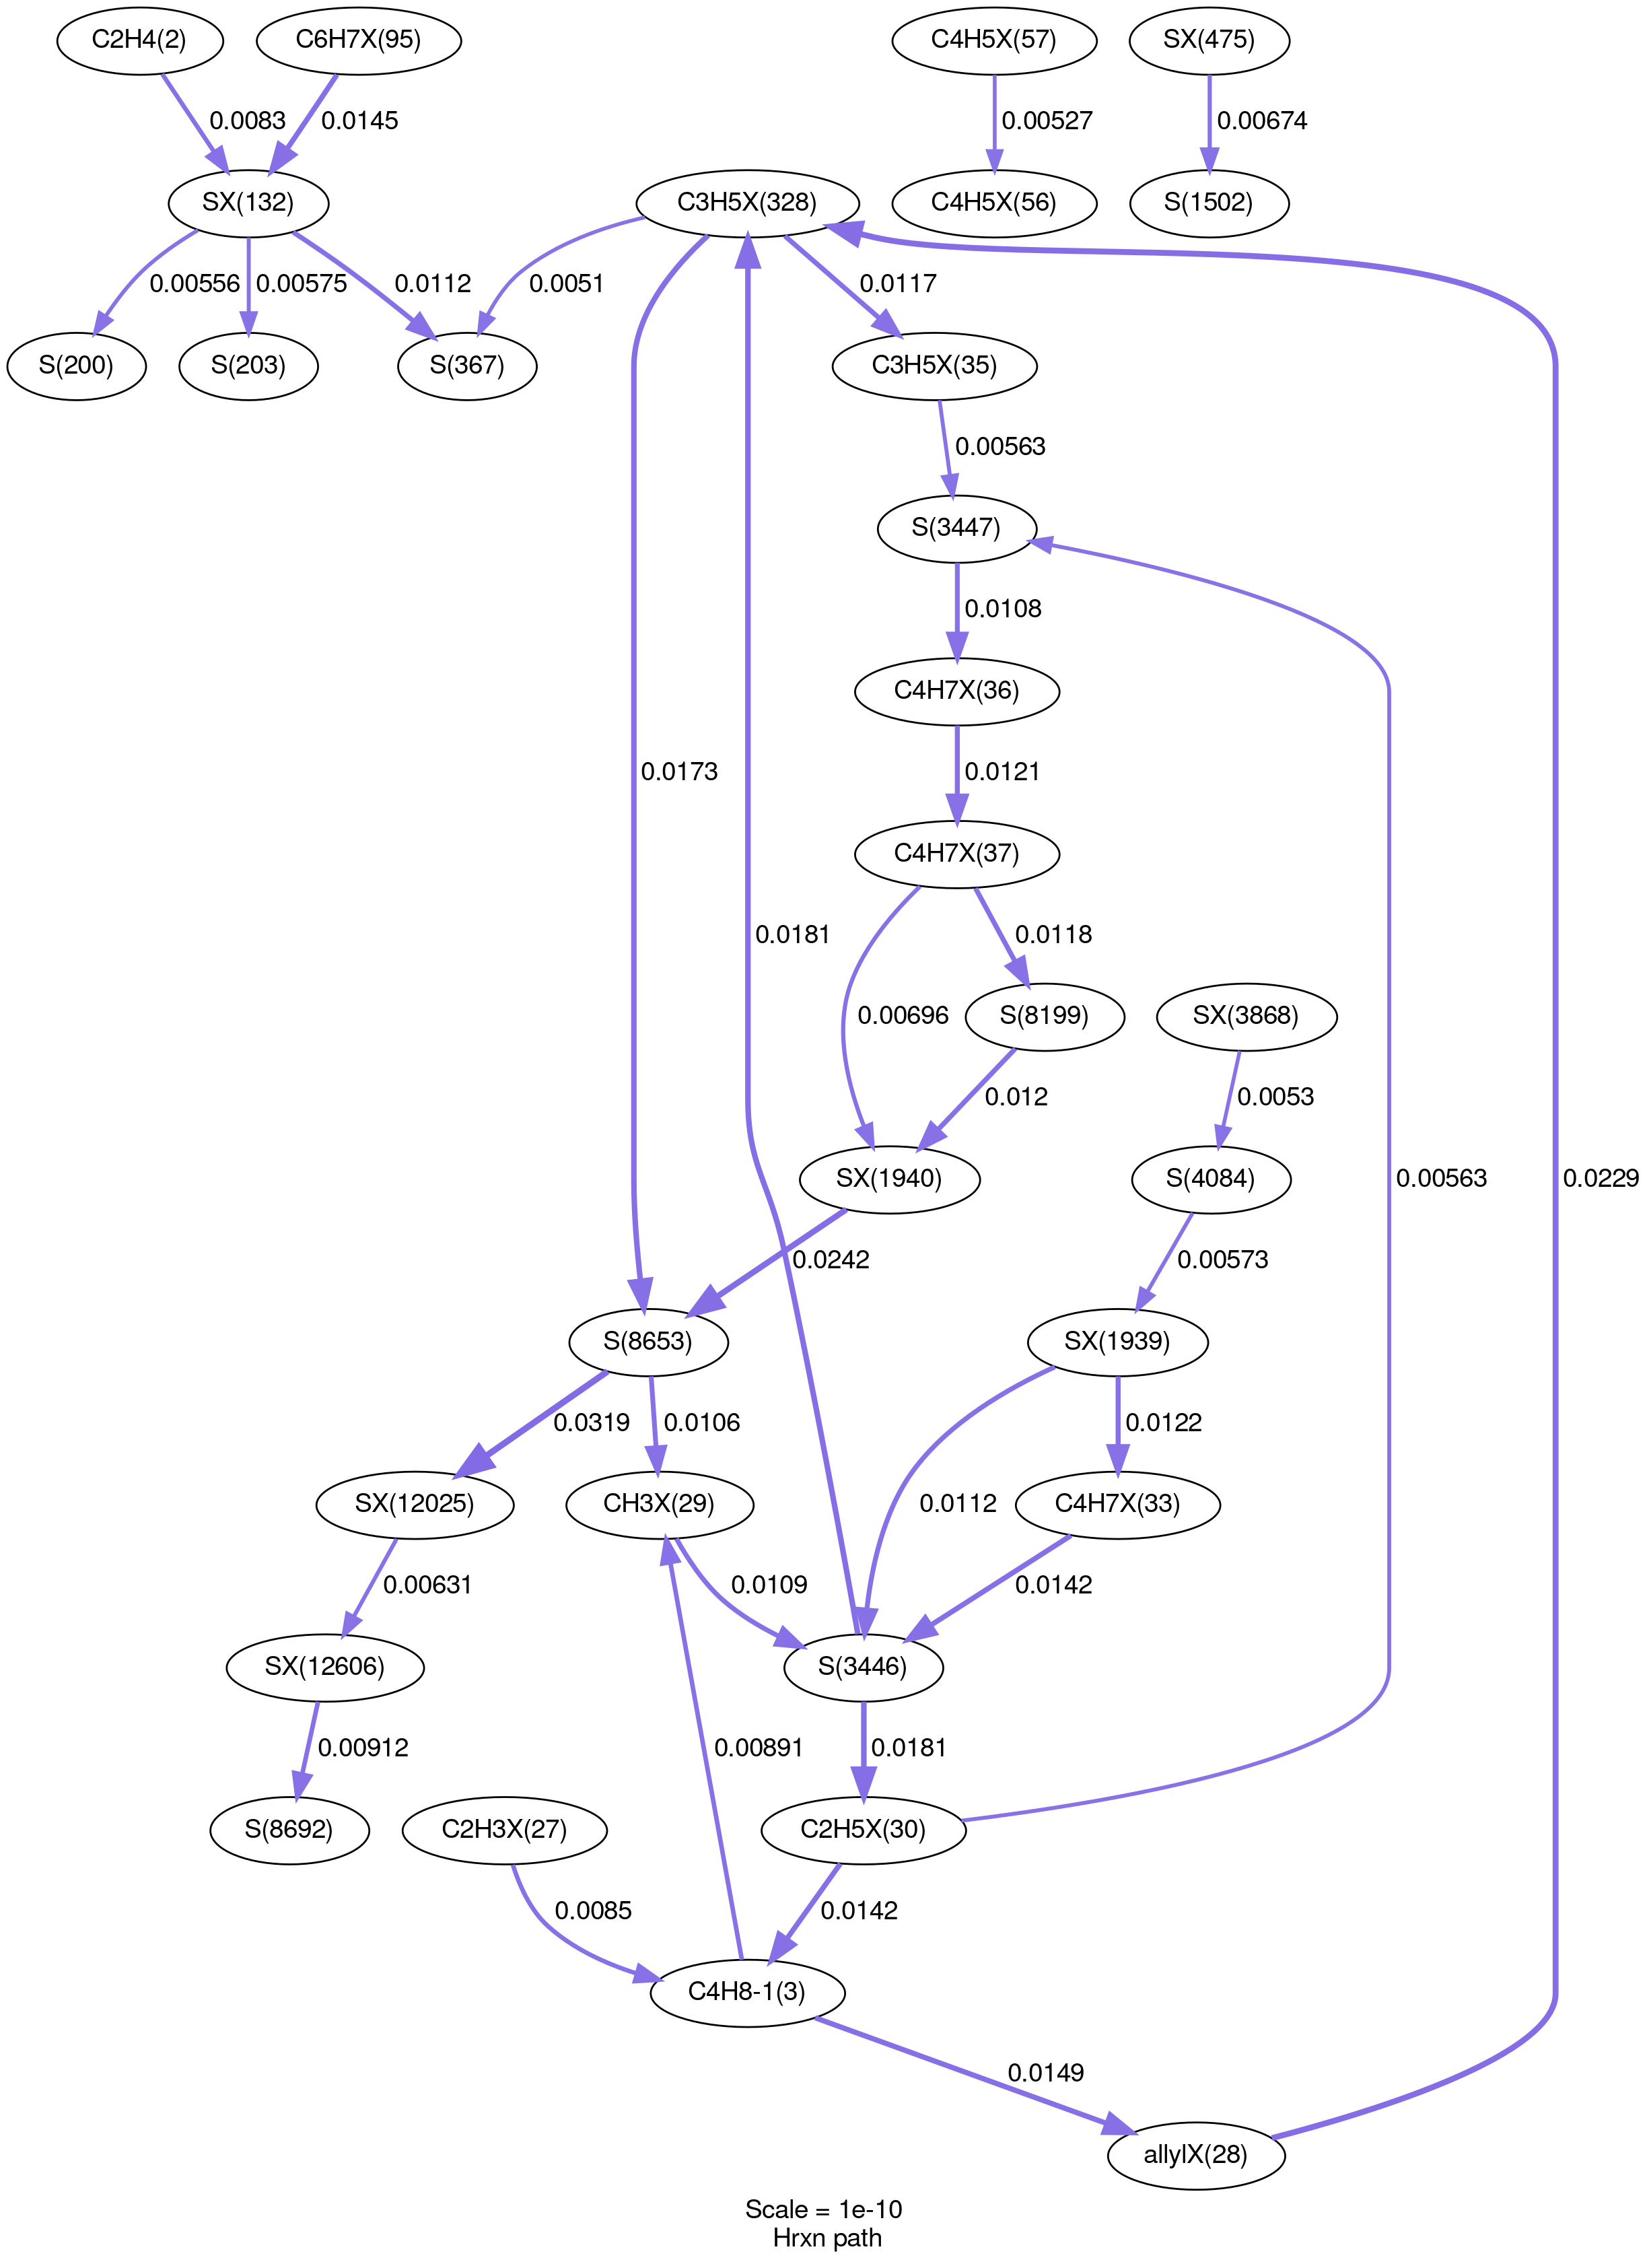 C2H4(2)
C6H7X(95)
C4H5X(57)
SX(475)
0.0083
0.0145
0.00527
0.00674
SX(132)
C3H5X(328)
C4H5X(56)
S(1502)
0.00556
0.00575
0.0112
0.0051
0.0117
S(200)
S(203)
S(367)
C3H5X(35)
0.00563
S(3447)
0.0108
C4H7X(36)
0.0173
0.0121
C4H7X(37)
0.0181
0.0118
0.00696
S(8199)
SX(3868)
0.012
0.0053
SX(1940)
S(4084)
0.00563
0.0229
0.0242
0.00573
S(8653)
SX(1939)
0.0319
0.0106
0.0112
0.0122
SX(12025)
CH3X(29)
C4H7X(33)
0.00631
0.0109
0.0142
SX(12606)
S(3446)
0.00912
0.00891
0.0181
S(8692)
C2H3X(27)
C2H5X(30)
0.0085
0.0142
C4H8-1(3)
0.0149
allylX(28)
Scale = 1e-10
Hrxn path